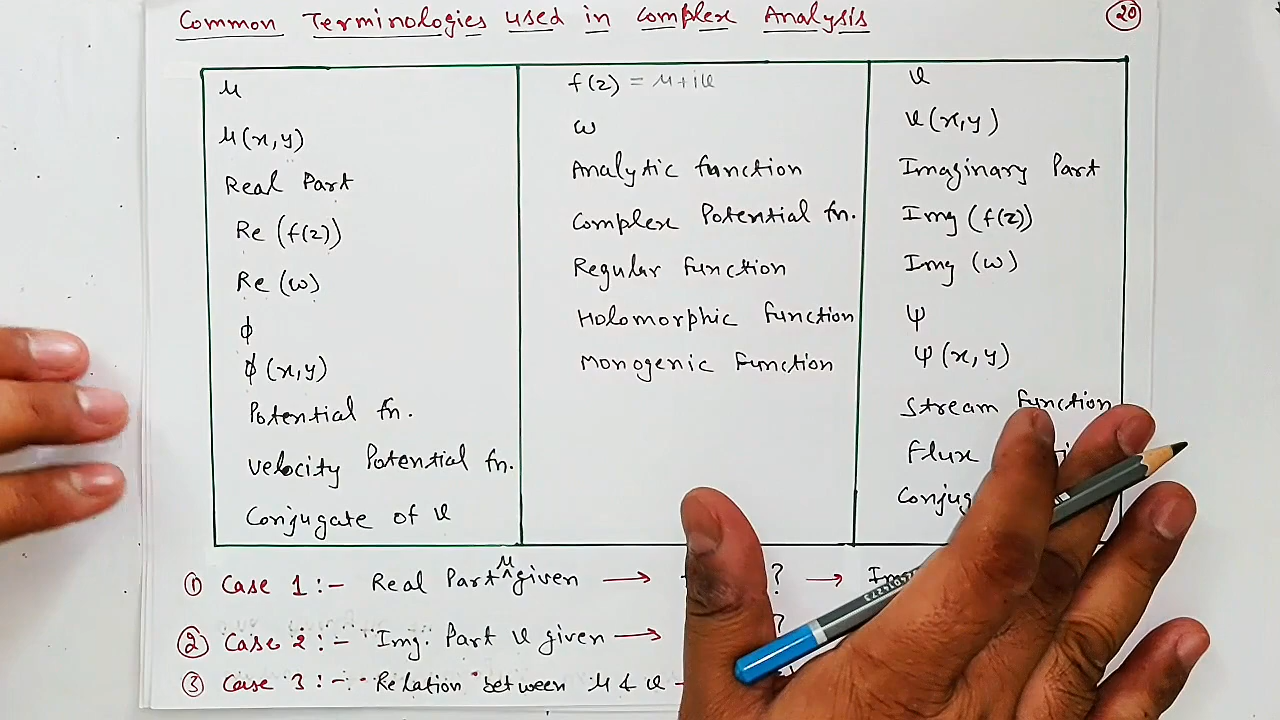 Common Terminologies used in Complex Analysis
20
u
u(x,y)
Real Part
Re (f(z))
Re (ω)
ϕ
ϕ (x,y)
Potential fn.
Velocity Potential fn.
Conjugate of v
f(z) = u+iv
ω
Analytic function
Complex Potential fn.
Regular Function
Holomorphic Function
Monogenic Function
v
v(x,y)
Imaginary Part
Img (f(z))
Img (ω)
ψ
ψ (x,y)
Stream function
Flux
① Case 1 :- Real Part u given → ? →
② Case 2 :- Img. Part v given → ?
③ Case 3 :- Relation between u & v